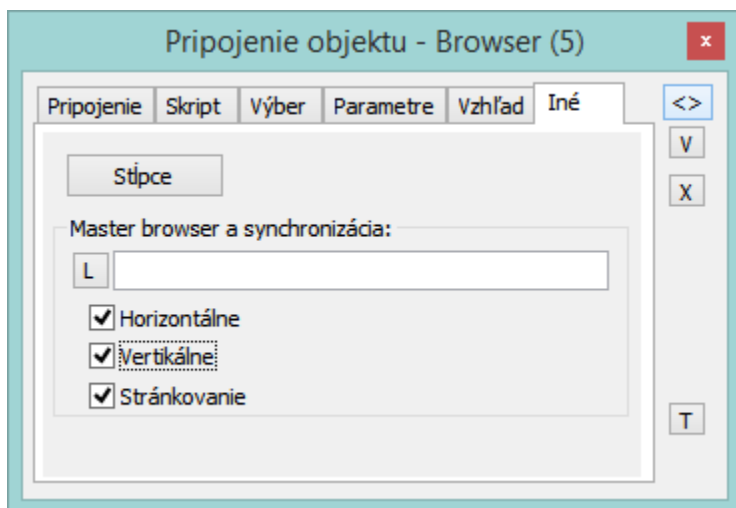 Pripojenie objektu - Browser (5)
x
Pripojenie Skript Výber Parametre Vzhľad Iné
<>
V
X
Stĺpce
Master browser a synchronizácia:
L
Horizontálne
Vertikálne
Stránkovanie
T